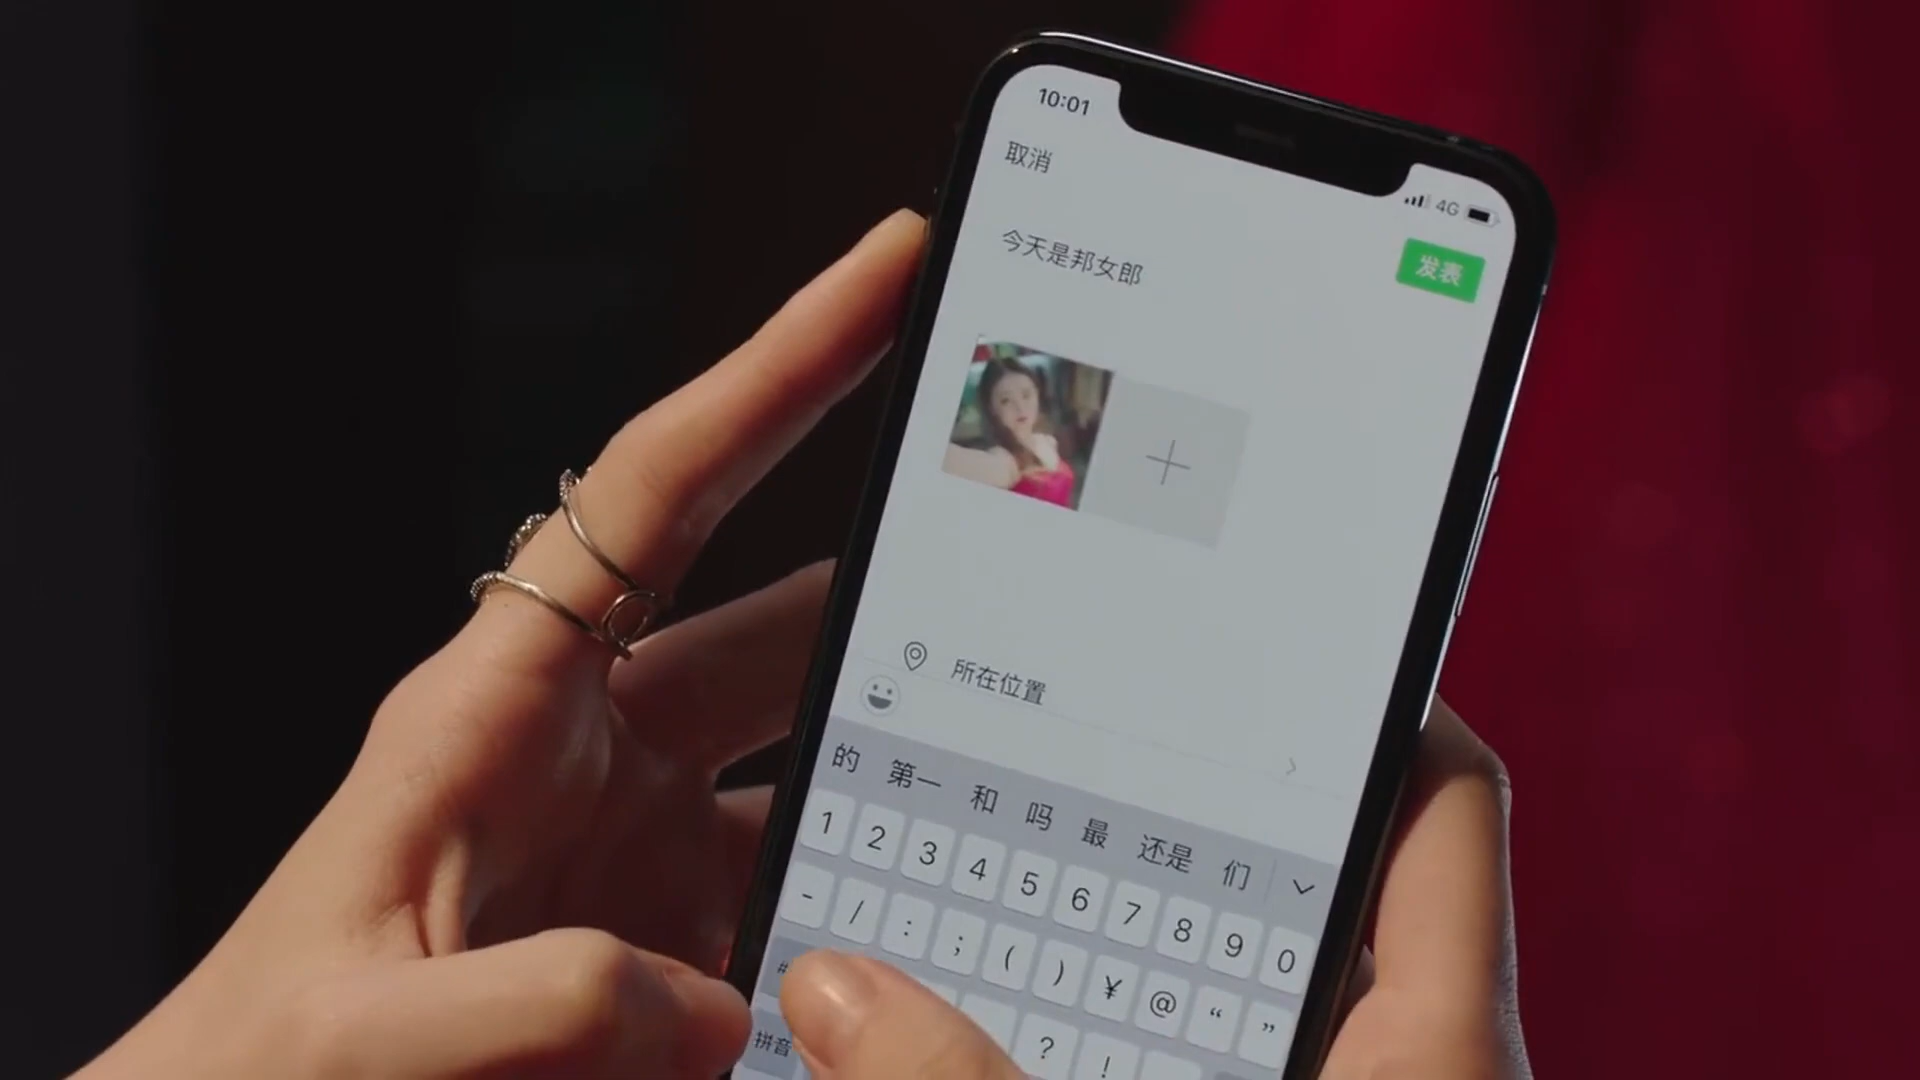 10:01
4G
取消
发表
今天是邦女郎
所在位置
的 第一 和 吗 最 还是 们
1 2 3 4 5 6 7 8 9 0
- / : ; ( ) ¥ @ “ ”
#
拼音 ? !